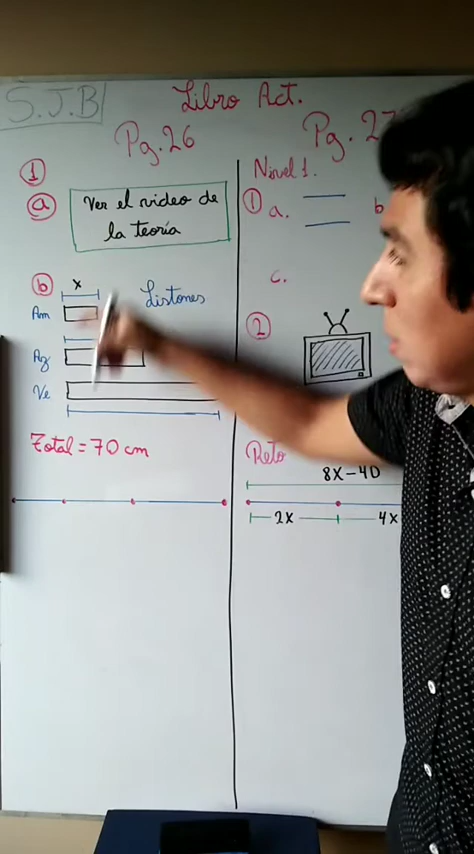 S.J.B
Libro Act.
Pg. 26
1
a
Ver el video de
la teoría
b
x
Listones
Am
Az
Ve
Total = 70 cm
Pg. 27
Nivel 1.
1
a.
b
c.
2
Reto
8X-40
2X
4X